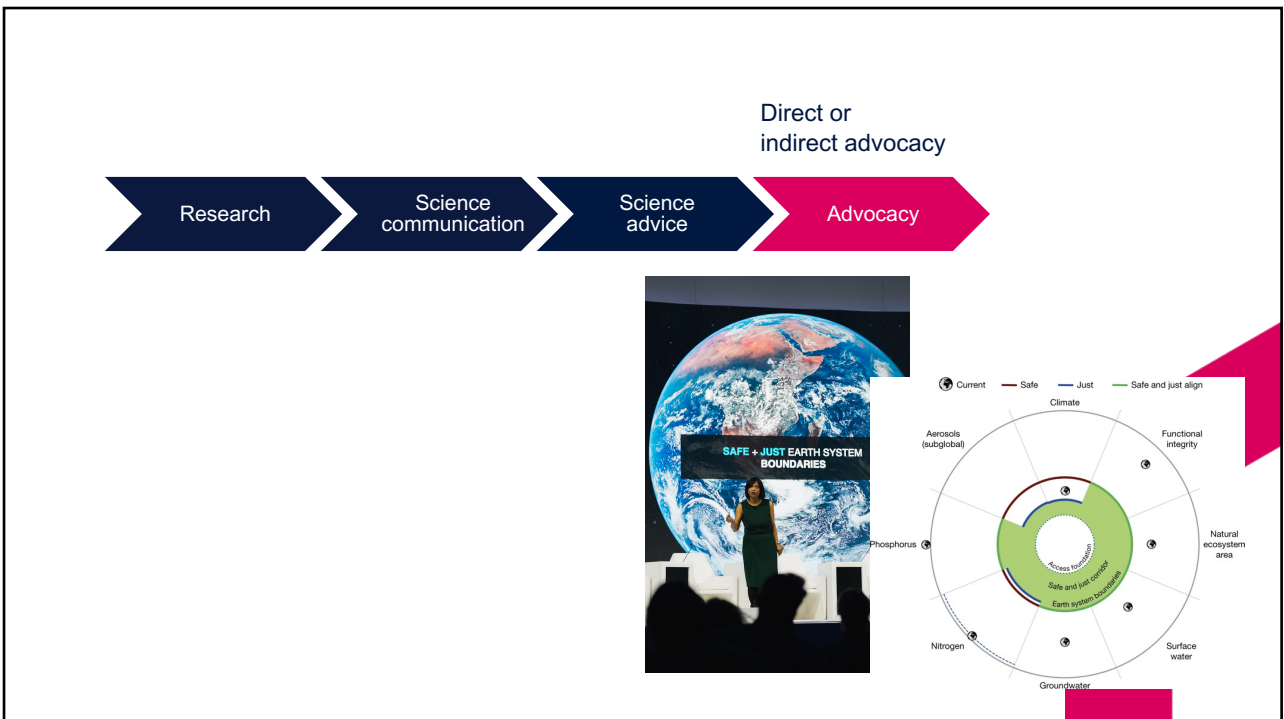 Direct or
indirect advocacy
Research
Science
communication
Science
advice
Advocacy
SAFE + JUST EARTH SYSTEM
BOUNDARIES
Current
Safe
Just
Safe and just align
Climate
Aerosols
(subglobal)
Functional
integrity
Phosphorus
Natural
ecosystem
area
Access foundation
Safe and just corridor
Earth system boundaries
Nitrogen
Surface
water
Groundwater